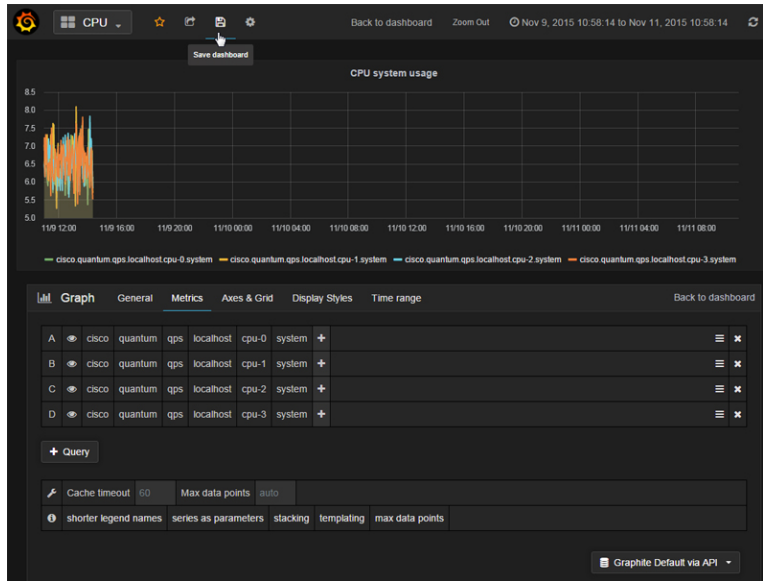 CPU
Back to dashboard Zoom Out Nov 9, 2015 10:58:14 to Nov 11, 2015 10:58:14
Save dashboard
CPU system usage
8.5
8.0
7.5
7.0
6.5
6.0
5.5
5.0
11/9 12:00 11/9 16:00 11/9 20:00 11/10 00:00 11/10 04:00 11/10 08:00 11/10 12:00 11/10 16:00 11/10 20:00 11/11 00:00 11/11 04:00 11/11 08:00
cisco.quantum.qps.localhost.cpu-0.system cisco.quantum.qps.localhost.cpu-1.system cisco.quantum.qps.localhost.cpu-2.system cisco.quantum.qps.localhost.cpu-3.system
Graph General Metrics Axes & Grid Display Styles Time range Back to dashboard
A cisco quantum qps localhost cpu-0 system +
B cisco quantum qps localhost cpu-1 system +
C cisco quantum qps localhost cpu-2 system +
D cisco quantum qps localhost cpu-3 system +
+ Query
Cache timeout 60 Max data points auto
shorter legend names series as parameters stacking templating max data points
Graphite Default via API